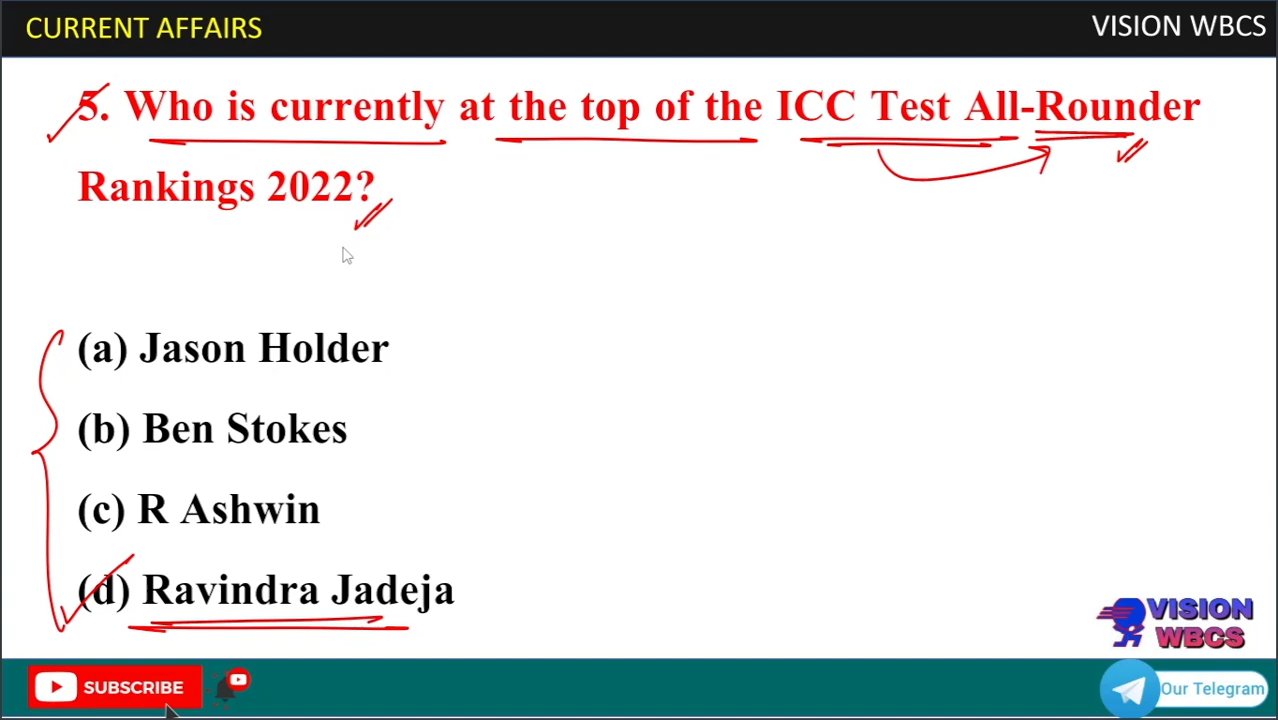 CURRENT AFFAIRS
VISION WBCS
5. Who is currently at the top of the ICC Test All-Rounder
Rankings 2022?
(a) Jason Holder
(b) Ben Stokes
(c) R Ashwin
(d) Ravindra Jadeja
VISION
WBCS
SUBSCRIBE
Our Telegram